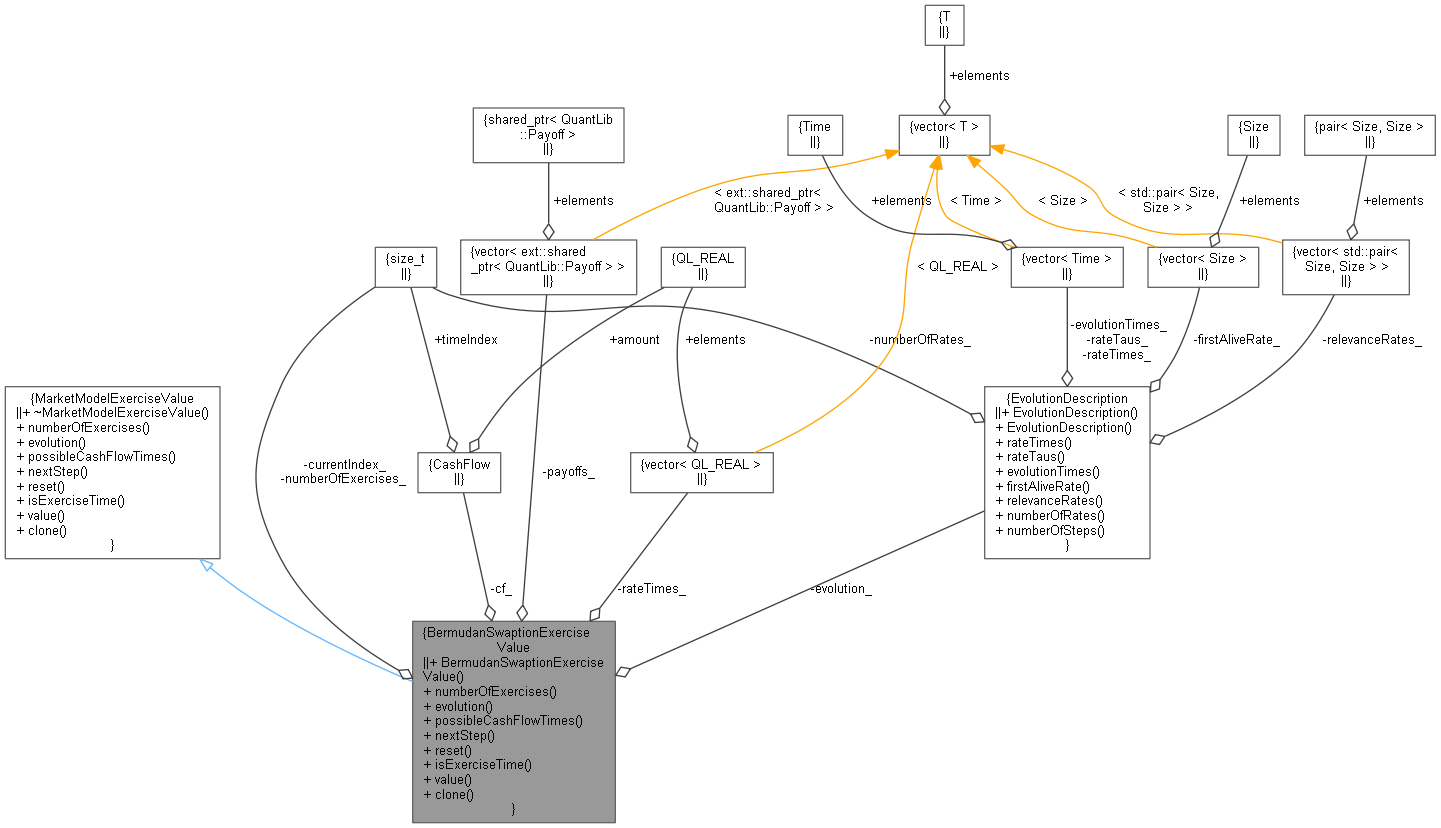 {T
||}
+elements
{shared_ptr< QuantLib
::Payoff >
||}
{Time
||}
{vector< T >
||}
{Size
||}
{pair< Size, Size >
||}
+elements
< ext::shared_ptr<
QuantLib::Payoff > >
+elements
< Time >
< Size >
< std::pair< Size,
Size > >
+elements
+elements
{size_t
||}
{vector< ext::shared
_ptr< QuantLib::Payoff > >
||}
{QL_REAL
||}
< QL_REAL >
{vector< Time >
||}
{vector< Size >
||}
{vector< std::pair<
Size, Size > >
||}
+timeIndex
+amount
+elements
-numberOfRates_
-evolutionTimes_
-rateTaus_
-rateTimes_
-firstAliveRate_
-relevanceRates_
{MarketModelExerciseValue
||+ ~MarketModelExerciseValue()
+ numberOfExercises()
+ evolution()
+ possibleCashFlowTimes()
+ nextStep()
+ reset()
+ isExerciseTime()
+ value()
+ clone()
}
-currentIndex_
-numberOfExercises_
{CashFlow
||}
-payoffs_
{vector< QL_REAL >
||}
{EvolutionDescription
||+ EvolutionDescription()
+ EvolutionDescription()
+ rateTimes()
+ rateTaus()
+ evolutionTimes()
+ firstAliveRate()
+ relevanceRates()
+ numberOfRates()
+ numberOfSteps()
}
-cf_
-rateTimes_
-evolution_
{BermudanSwaptionExercise
Value
||+ BermudanSwaptionExercise
Value()
+ numberOfExercises()
+ evolution()
+ possibleCashFlowTimes()
+ nextStep()
+ reset()
+ isExerciseTime()
+ value()
+ clone()
}